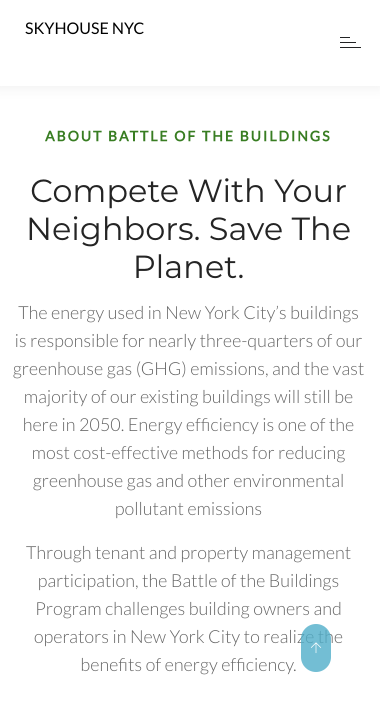 SKYHOUSE NYC
ABOUT BATTLE OF THE BUILDINGS
Compete With Your
Neighbors. Save The
Planet.
The energy used in New York City’s buildings
is responsible for nearly three-quarters of our
greenhouse gas (GHG) emissions, and the vast
majority of our existing buildings will still be
here in 2050. Energy efficiency is one of the
most cost-effective methods for reducing
greenhouse gas and other environmental
pollutant emissions
Through tenant and property management
participation, the Battle of the Buildings
Program challenges building owners and
operators in New York City to realize the
benefits of energy efficiency.